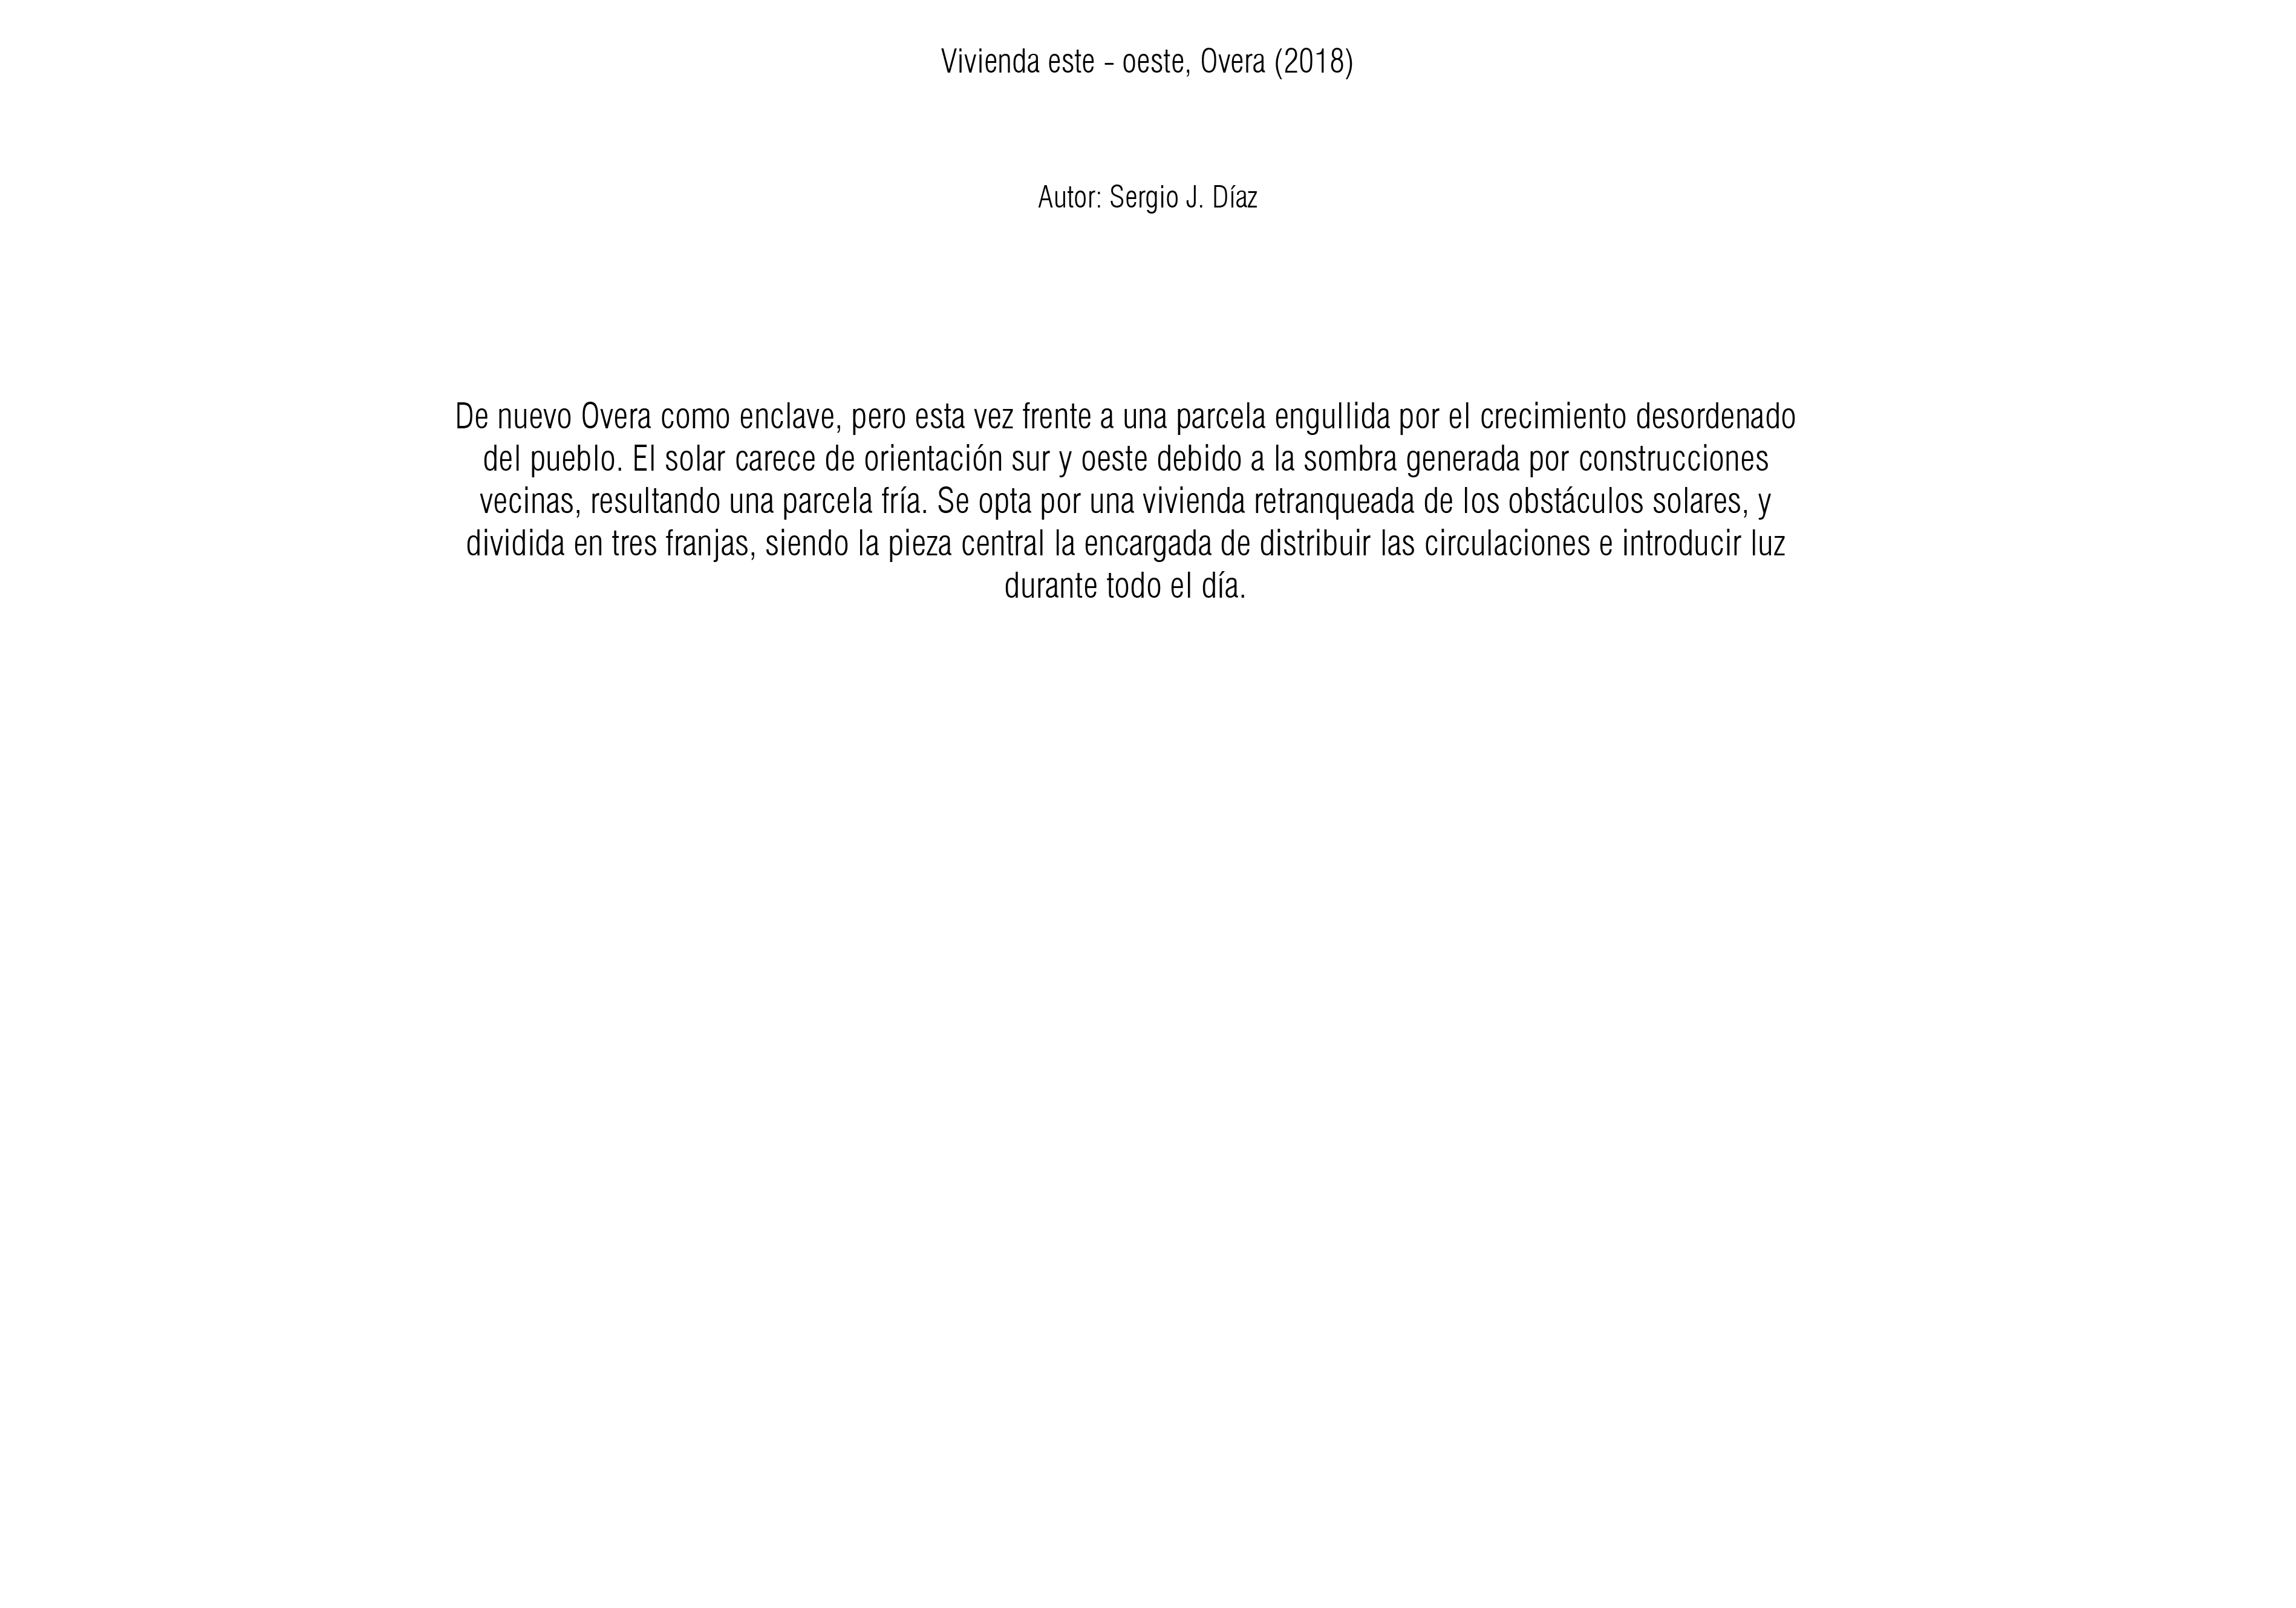 Vivienda este - oeste, Overa (2018)
Autor: Sergio J. Díaz
De nuevo Overa como enclave, pero esta vez frente a una parcela engullida por el crecimiento desordenado
del pueblo. El solar carece de orientación sur y oeste debido a la sombra generada por construcciones
vecinas, resultando una parcela fría. Se opta por una vivienda retranqueada de los obstáculos solares, y
dividida en tres franjas, siendo la pieza central la encargada de distribuir las circulaciones e introducir luz
durante todo el día.